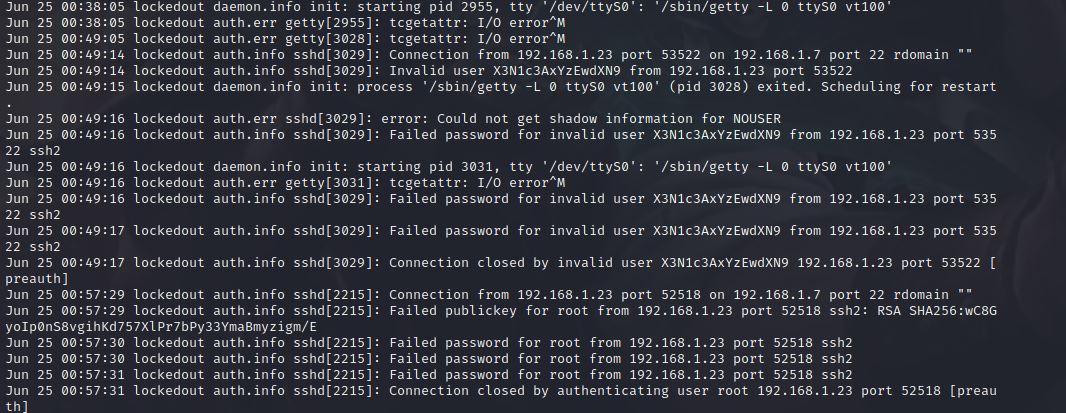 Jun 25 00:38:05 lockedout daemon.info init: starting pid 2955, tty '/dev/ttyS0': '/sbin/getty -L 0 ttyS0 vt100'
Jun 25 00:38:05 lockedout auth.err getty[2955]: tcgetattr: I/O error^M
Jun 25 00:49:05 lockedout auth.err getty[3028]: tcgetattr: I/O error^M
Jun 25 00:49:14 lockedout auth.info sshd[3029]: Connection from 192.168.1.23 port 53522 on 192.168.1.7 port 22 rdomain ""
Jun 25 00:49:14 lockedout auth.info sshd[3029]: Invalid user X3N1c3AxYzEwdXN9 from 192.168.1.23 port 53522
Jun 25 00:49:15 lockedout daemon.info init: process '/sbin/getty -L 0 ttyS0 vt100' (pid 3028) exited. Scheduling for restart
.
Jun 25 00:49:16 lockedout auth.err sshd[3029]: error: Could not get shadow information for NOUSER
Jun 25 00:49:16 lockedout auth.info sshd[3029]: Failed password for invalid user X3N1c3AxYzEwdXN9 from 192.168.1.23 port 535
22 ssh2
Jun 25 00:49:16 lockedout daemon.info init: starting pid 3031, tty '/dev/ttyS0': '/sbin/getty -L 0 ttyS0 vt100'
Jun 25 00:49:16 lockedout auth.err getty[3031]: tcgetattr: I/O error^M
Jun 25 00:49:16 lockedout auth.info sshd[3029]: Failed password for invalid user X3N1c3AxYzEwdXN9 from 192.168.1.23 port 535
22 ssh2
Jun 25 00:49:17 lockedout auth.info sshd[3029]: Failed password for invalid user X3N1c3AxYzEwdXN9 from 192.168.1.23 port 535
22 ssh2
Jun 25 00:49:17 lockedout auth.info sshd[3029]: Connection closed by invalid user X3N1c3AxYzEwdXN9 192.168.1.23 port 53522 [
preauth]
Jun 25 00:57:29 lockedout auth.info sshd[2215]: Connection from 192.168.1.23 port 52518 on 192.168.1.7 port 22 rdomain ""
Jun 25 00:57:29 lockedout auth.info sshd[2215]: Failed publickey for root from 192.168.1.23 port 52518 ssh2: RSA SHA256:wC8G
yoIp0nS8vgihKd757XlPr7bPy33YmaBmyzigm/E
Jun 25 00:57:30 lockedout auth.info sshd[2215]: Failed password for root from 192.168.1.23 port 52518 ssh2
Jun 25 00:57:30 lockedout auth.info sshd[2215]: Failed password for root from 192.168.1.23 port 52518 ssh2
Jun 25 00:57:31 lockedout auth.info sshd[2215]: Failed password for root from 192.168.1.23 port 52518 ssh2
Jun 25 00:57:31 lockedout auth.info sshd[2215]: Connection closed by authenticating user root 192.168.1.23 port 52518 [preau
th]